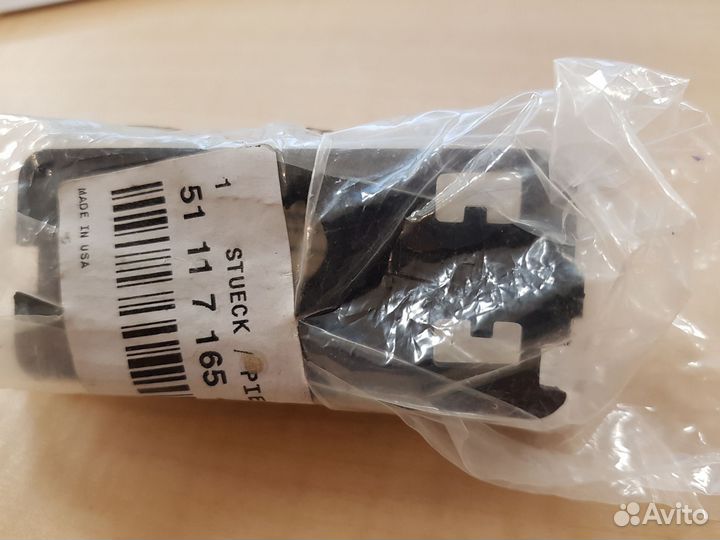 1 STUECK / PIE
51 11 7 165
MADE IN USA
Avito